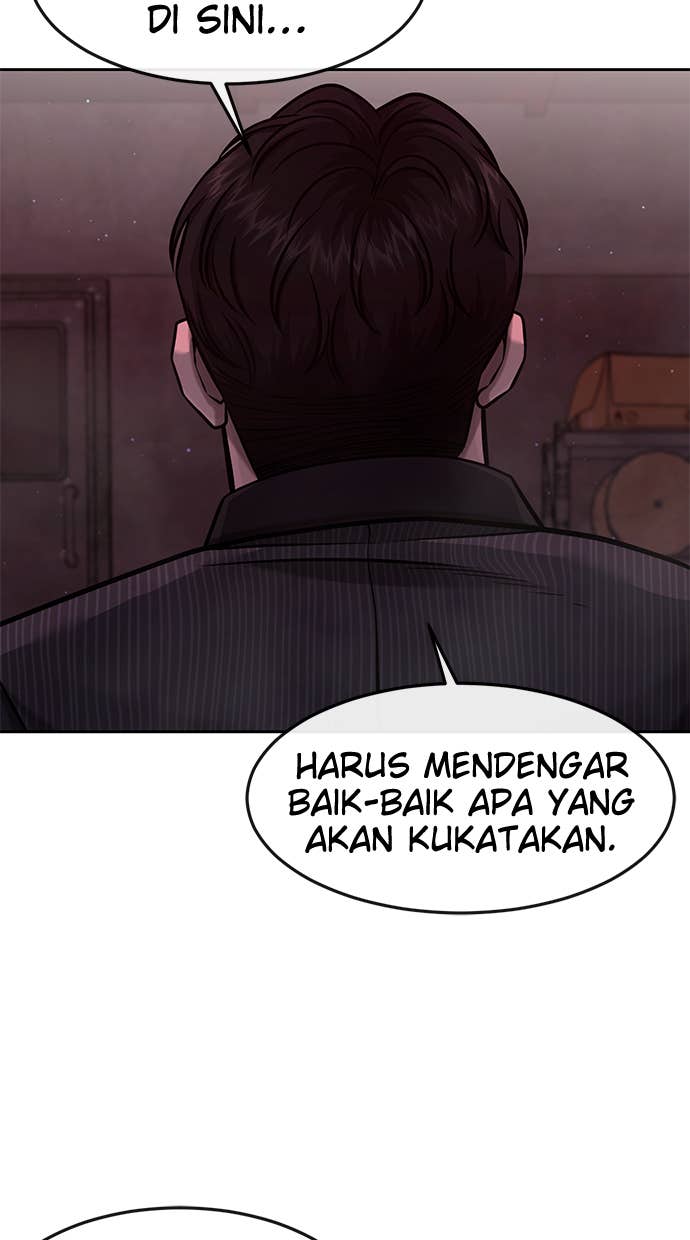 DI SINI...
HARUS MENDENGAR
BAIK-BAIK APA YANG
AKAN KUKATAKAN.